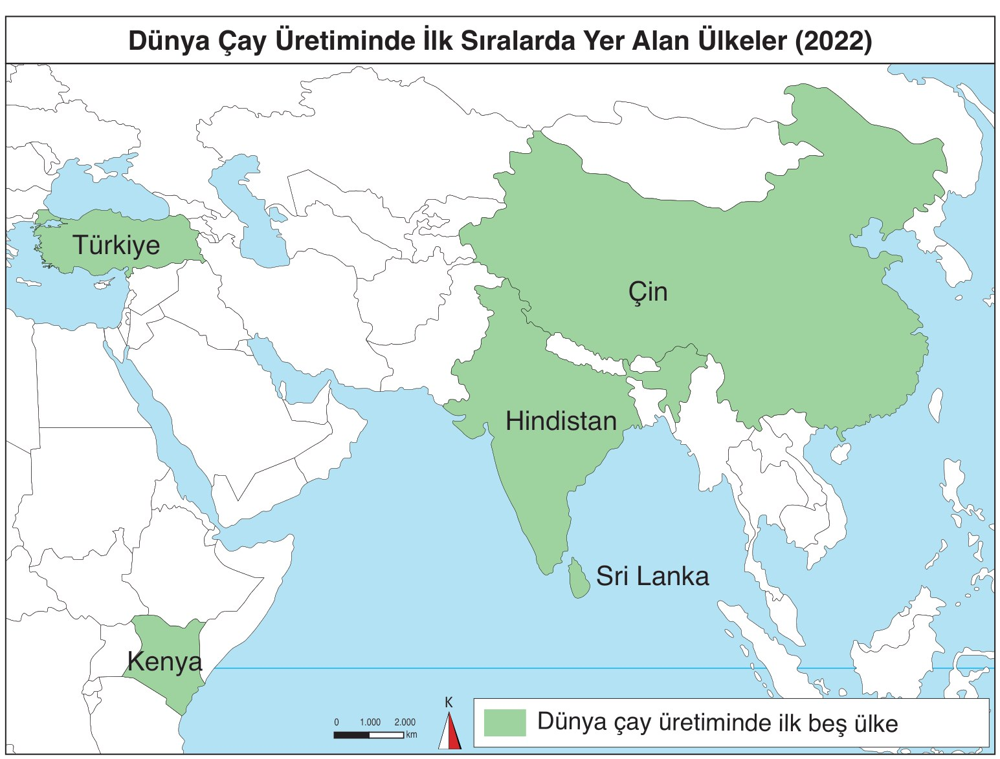 Dünya Çay Üretiminde İlk Sıralarda Yer Alan Ülkeler (2022)
Türkiye
Çin
Hindistan
Sri Lanka
Kenya
K
0 1.000 2.000
km
Dünya çay üretiminde ilk beş ülke